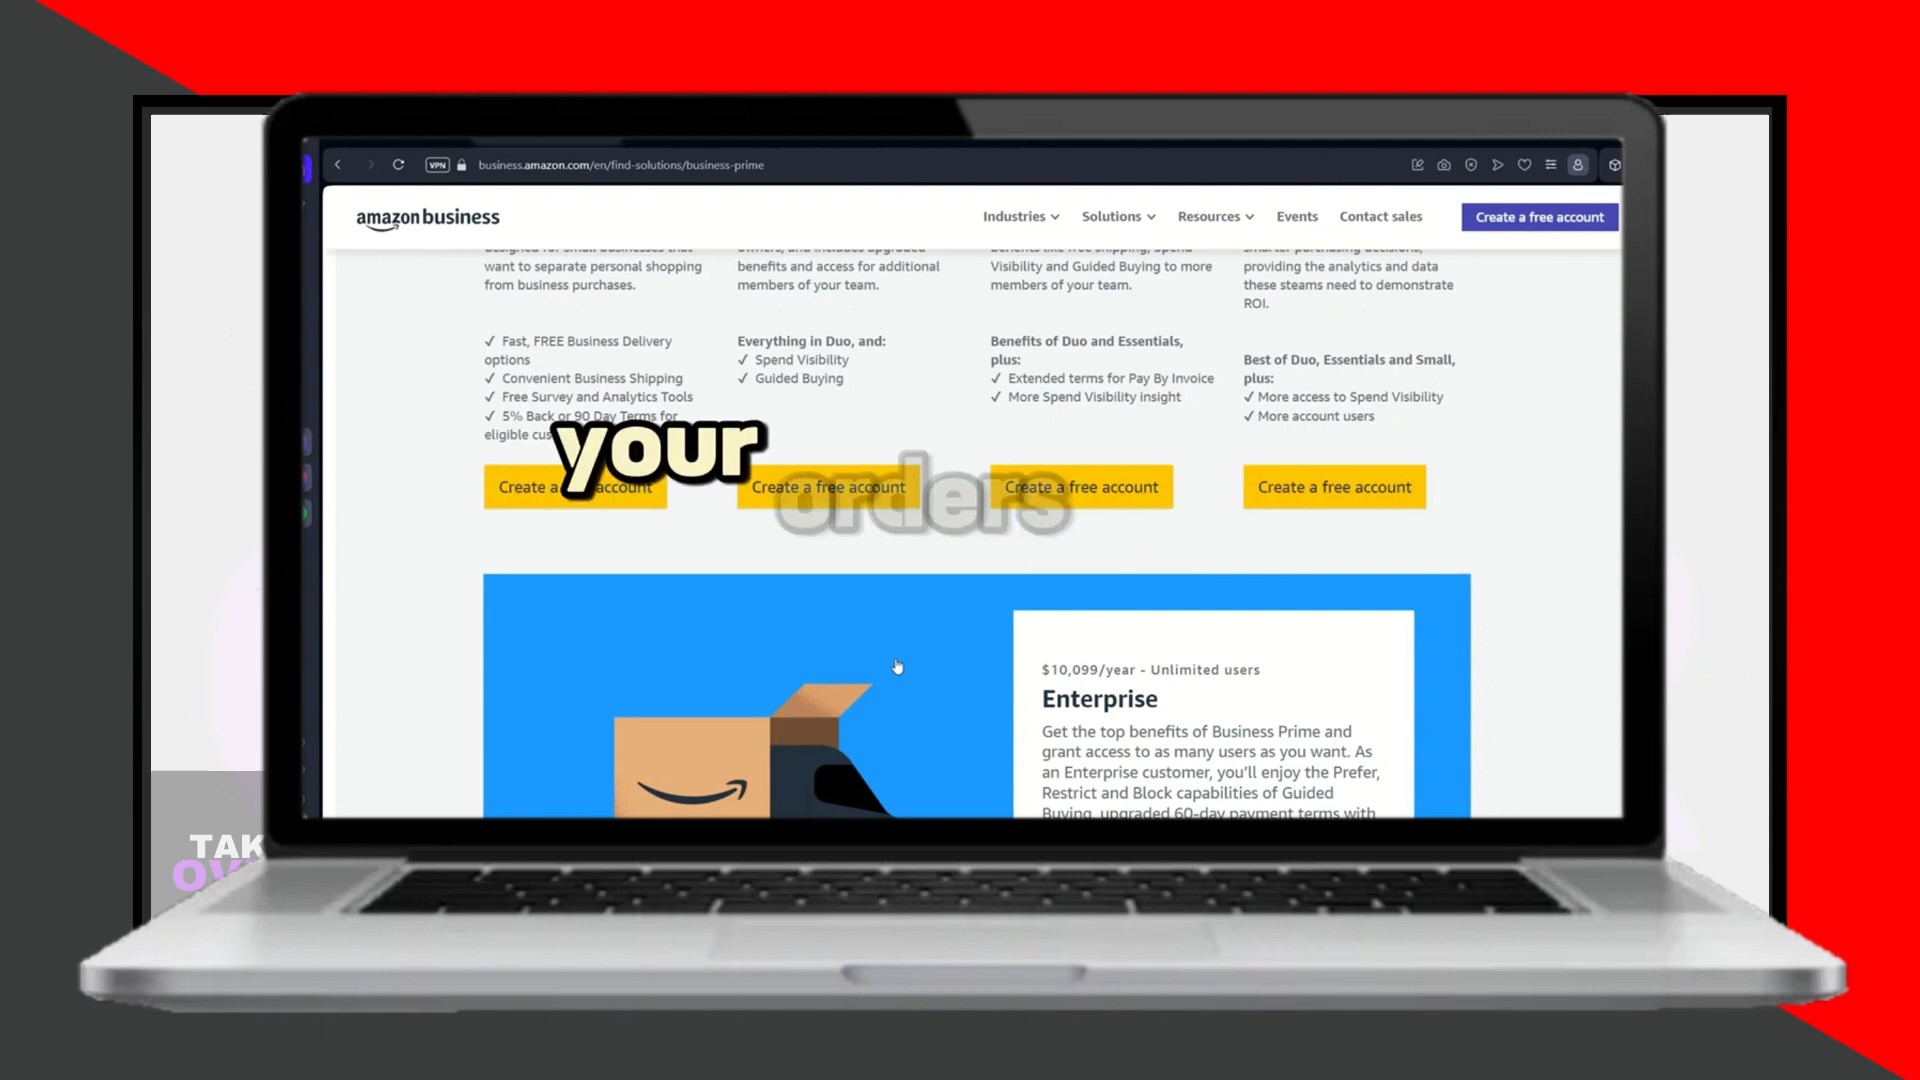 VPN business.amazon.com/en/find-solutions/business-prime
amazon business Industries Solutions Resources Events Contact sales Create a free account
designed for small businesses that
want to separate personal shopping
from business purchases.
owners, and includes upgraded
benefits and access for additional
members of your team.
benefits like free shipping, Spend
Visibility and Guided Buying to more
members of your team.
smarter purchasing decisions,
providing the analytics and data
these steams need to demonstrate
ROI.
✓ Fast, FREE Business Delivery
options
✓ Convenient Business Shipping
✓ Free Survey and Analytics Tools
✓ 5% Back or 90 Day Terms for
eligible
Everything in Duo, and:
✓ Spend Visibility
✓ Guided Buying
Benefits of Duo and Essentials,
plus:
✓ Extended terms for Pay By Invoice
✓ More Spend Visibility insight
Best of Duo, Essentials and Small,
plus:
✓ More access to Spend Visibility
✓ More account users
your orders
Create a account
Create a free account
Create a free account
Create a free account
$10,099/year - Unlimited users
Enterprise
Get the top benefits of Business Prime and
grant access to as many users as you want. As
an Enterprise customer, you'll enjoy the Prefer,
Restrict and Block capabilities of Guided
Buying, upgraded 60-day payment terms with
TAK
OV